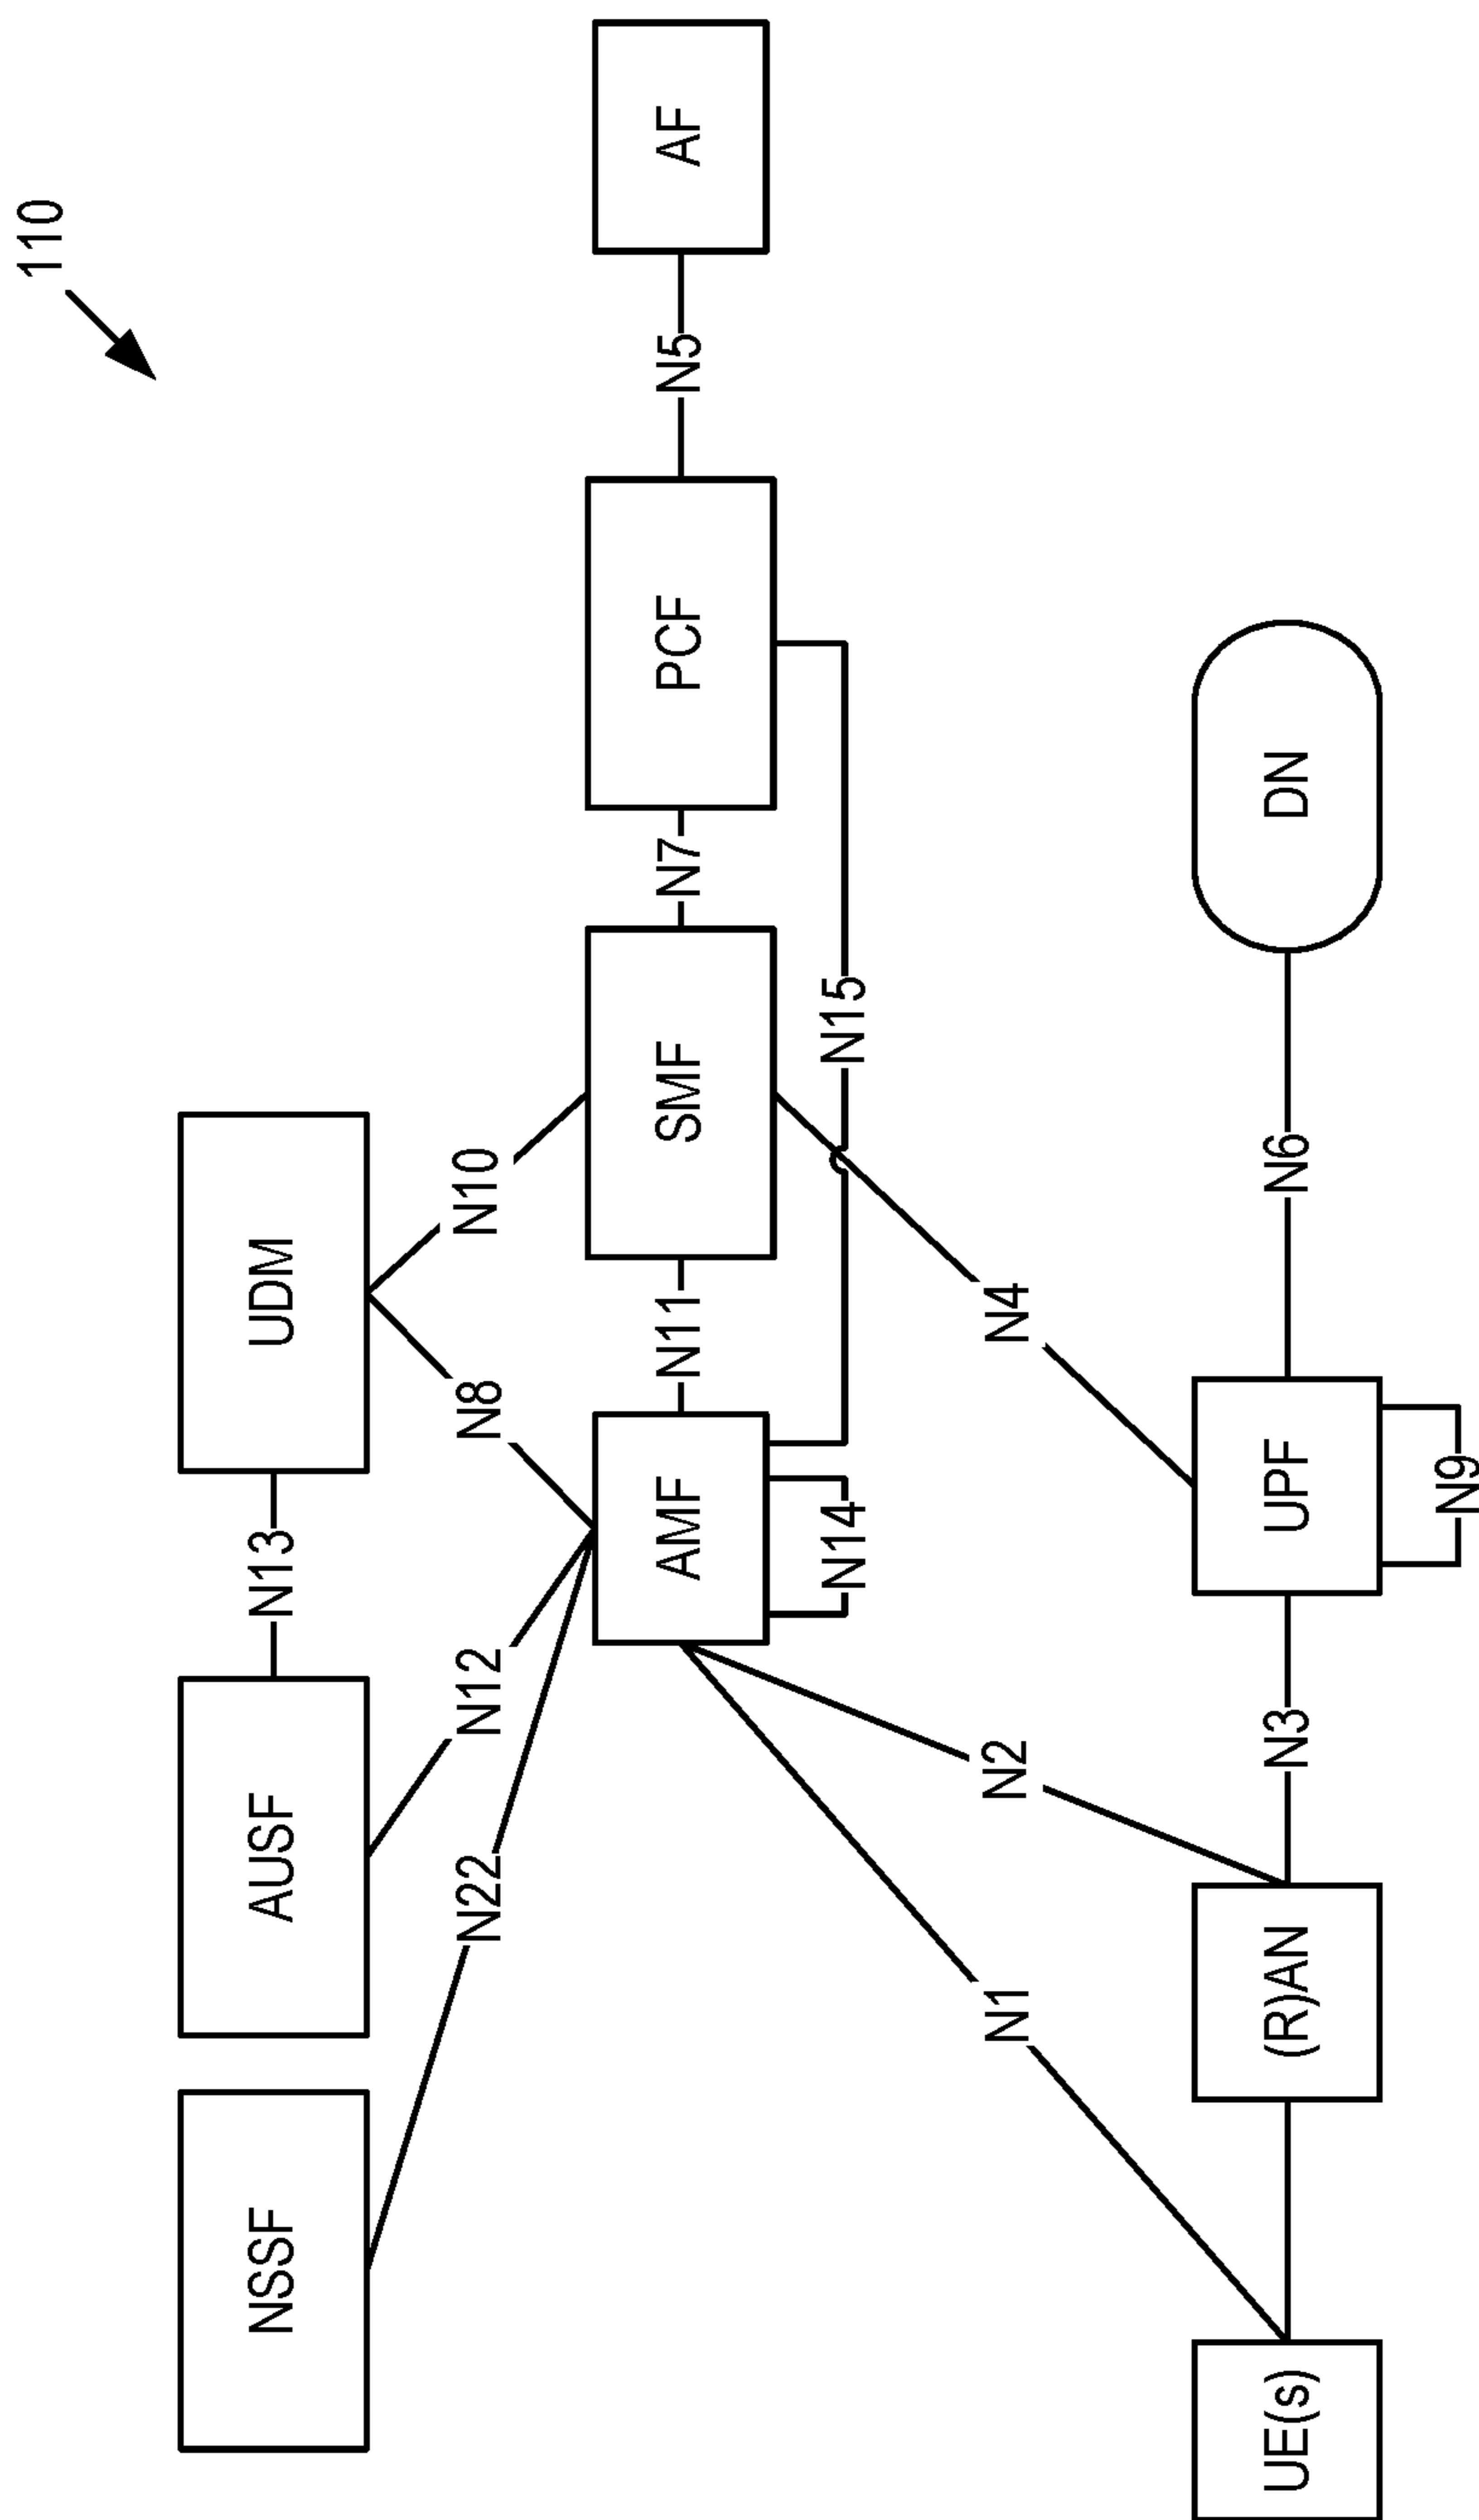 110
NSSF
AUSF
N13
UDM
N22
N12
N8
N10
AMF
N11
SMF
N7
PCF
N5
AF
N14
N15
N1
N2
N4
UE(s)
(R)AN
N3
UPF
N6
DN
N9